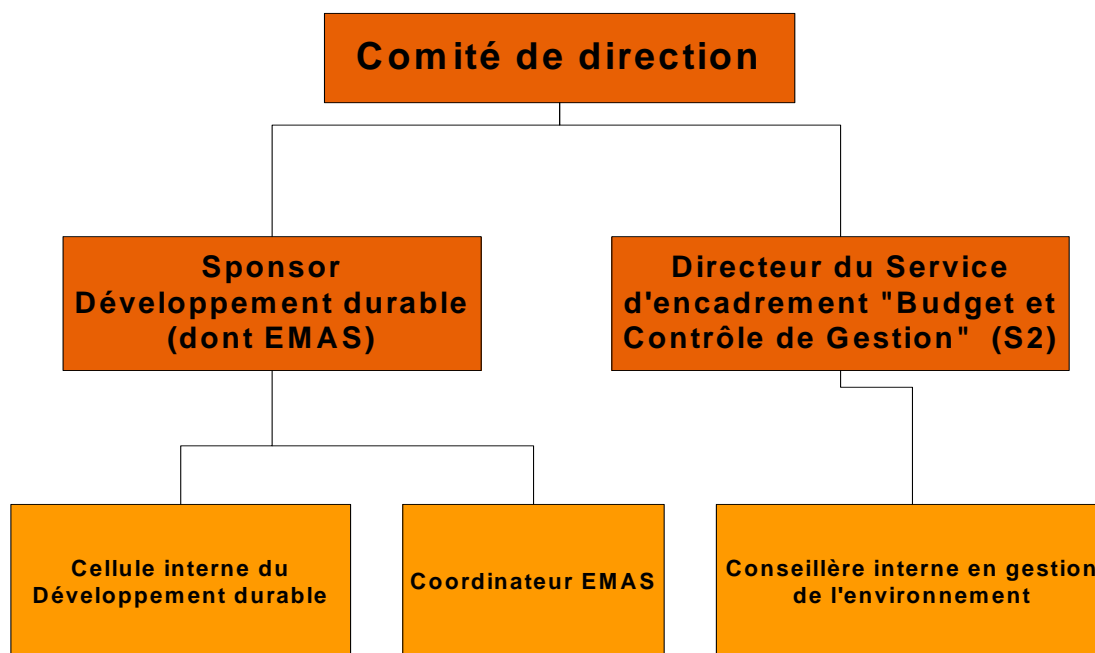 Comité de direction
Sponsor
Développement durable
(dont EMAS)
Directeur du Service
d'encadrement "Budget et
Contrôle de Gestion" (S2)
Cellule interne du
Développement durable
Coordinateur EMAS
Conseillère interne en gestion
de l'environnement